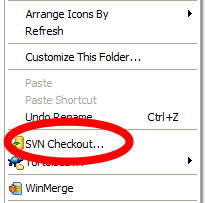 Arrange Icons By
Refresh
Customize This Folder...
Paste
Paste Shortcut
Undo Rename Ctrl+Z
SVN Checkout...
WinMerge